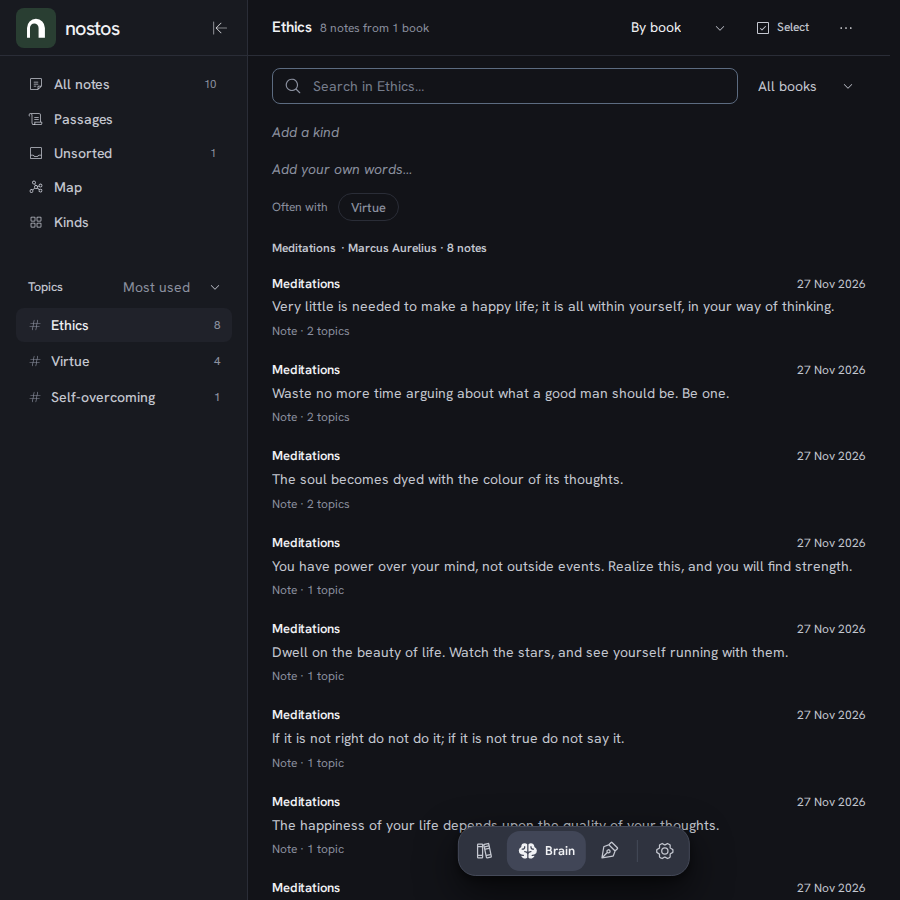 nostos
All notes 10
Passages
Unsorted 1
Map
Kinds
Topics Most used
# Ethics 8
# Virtue 4
# Self-overcoming 1
Ethics 8 notes from 1 book By book Select ...
Search in Ethics... All books
Add a kind
Add your own words...
Often with Virtue
Meditations · Marcus Aurelius · 8 notes
Meditations 27 Nov 2026
Very little is needed to make a happy life; it is all within yourself, in your way of thinking.
Note · 2 topics
Meditations 27 Nov 2026
Waste no more time arguing about what a good man should be. Be one.
Note · 2 topics
Meditations 27 Nov 2026
The soul becomes dyed with the colour of its thoughts.
Note · 2 topics
Meditations 27 Nov 2026
You have power over your mind, not outside events. Realize this, and you will find strength.
Note · 1 topic
Meditations 27 Nov 2026
Dwell on the beauty of life. Watch the stars, and see yourself running with them.
Note · 1 topic
Meditations 27 Nov 2026
If it is not right do not do it; if it is not true do not say it.
Note · 1 topic
Meditations 27 Nov 2026
The happiness of your life depends upon the quality of your thoughts.
Note · 1 topic
Brain
Meditations 27 Nov 2026